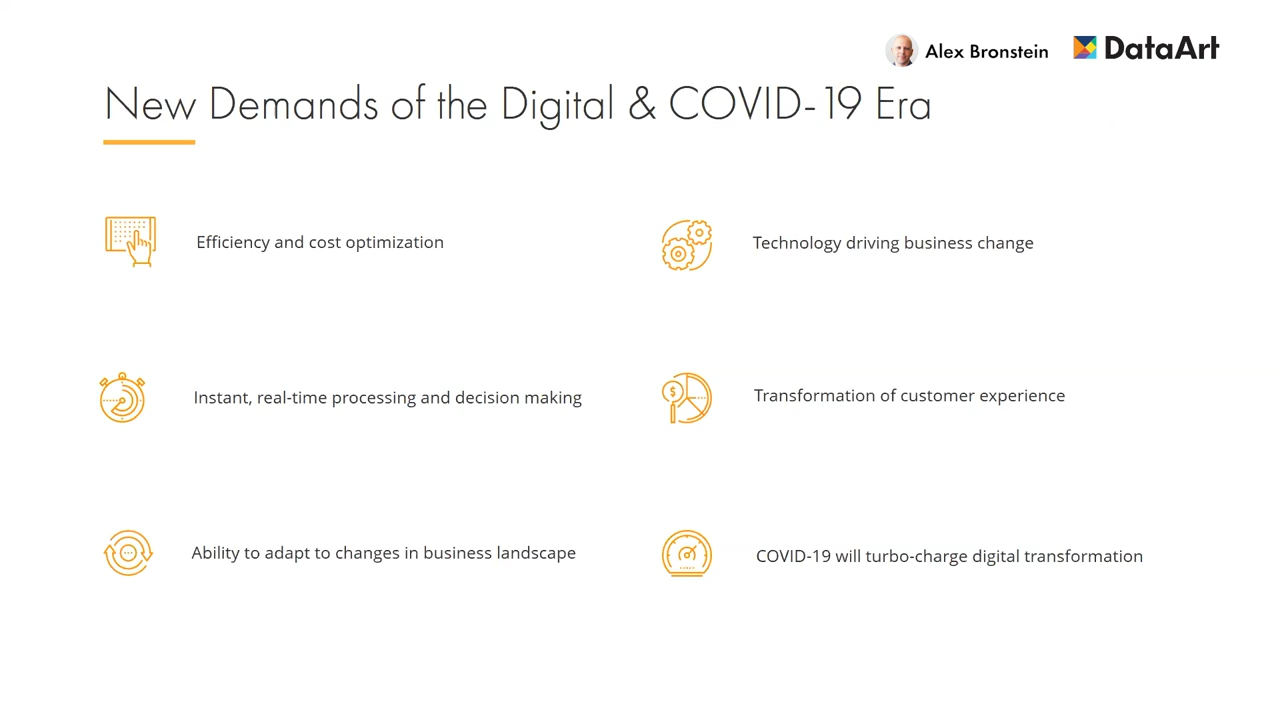 Alex Bronstein
DataArt
New Demands of the Digital & COVID-19 Era
Efficiency and cost optimization
Technology driving business change
Instant, real-time processing and decision making
Transformation of customer experience
Ability to adapt to changes in business landscape
COVID-19 will turbo-charge digital transformation